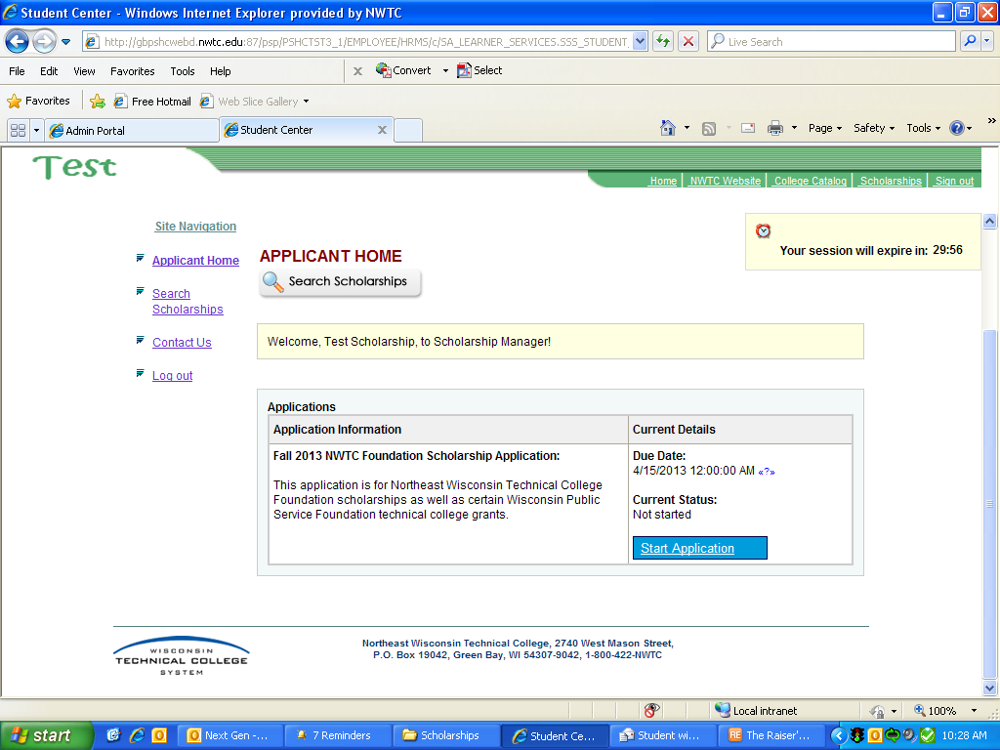 Student Center - Windows Internet Explorer provided by NWTC
http://gbpshcwebd.nwtc.edu:87/psp/PSHCTST3_1/EMPLOYEE/HRMS/c/SA_LEARNER_SERVICES.SSS_STUDENT_
Live Search
File Edit View Favorites Tools Help
x Convert Select
Favorites Free Hotmail Web Slice Gallery
Admin Portal Student Center X
Page Safety Tools »
Test
Home NWTC Website College Catalog Scholarships Sign out
Site Navigation
Your session will expire in: 29:56
Applicant Home
APPLICANT HOME
Search Scholarships
Search
Scholarships
Contact Us
Log out
Welcome, Test Scholarship, to Scholarship Manager!
Applications
Application Information Current Details
Fall 2013 NWTC Foundation Scholarship Application:
This application is for Northeast Wisconsin Technical College
Foundation scholarships as well as certain Wisconsin Public
Service Foundation technical college grants.
Due Date:
4/15/2013 12:00:00 AM «?»
Current Status:
Not started
Start Application
WISCONSIN
TECHNICAL COLLEGE
SYSTEM
Northeast Wisconsin Technical College, 2740 West Mason Street,
P.O. Box 19042, Green Bay, WI 54307-9042, 1-800-422-NWTC
Local intranet 100%
start Next Gen -... 7 Reminders Scholarships Student Ce... Student wi... RE The Raiser'... 10:28 AM